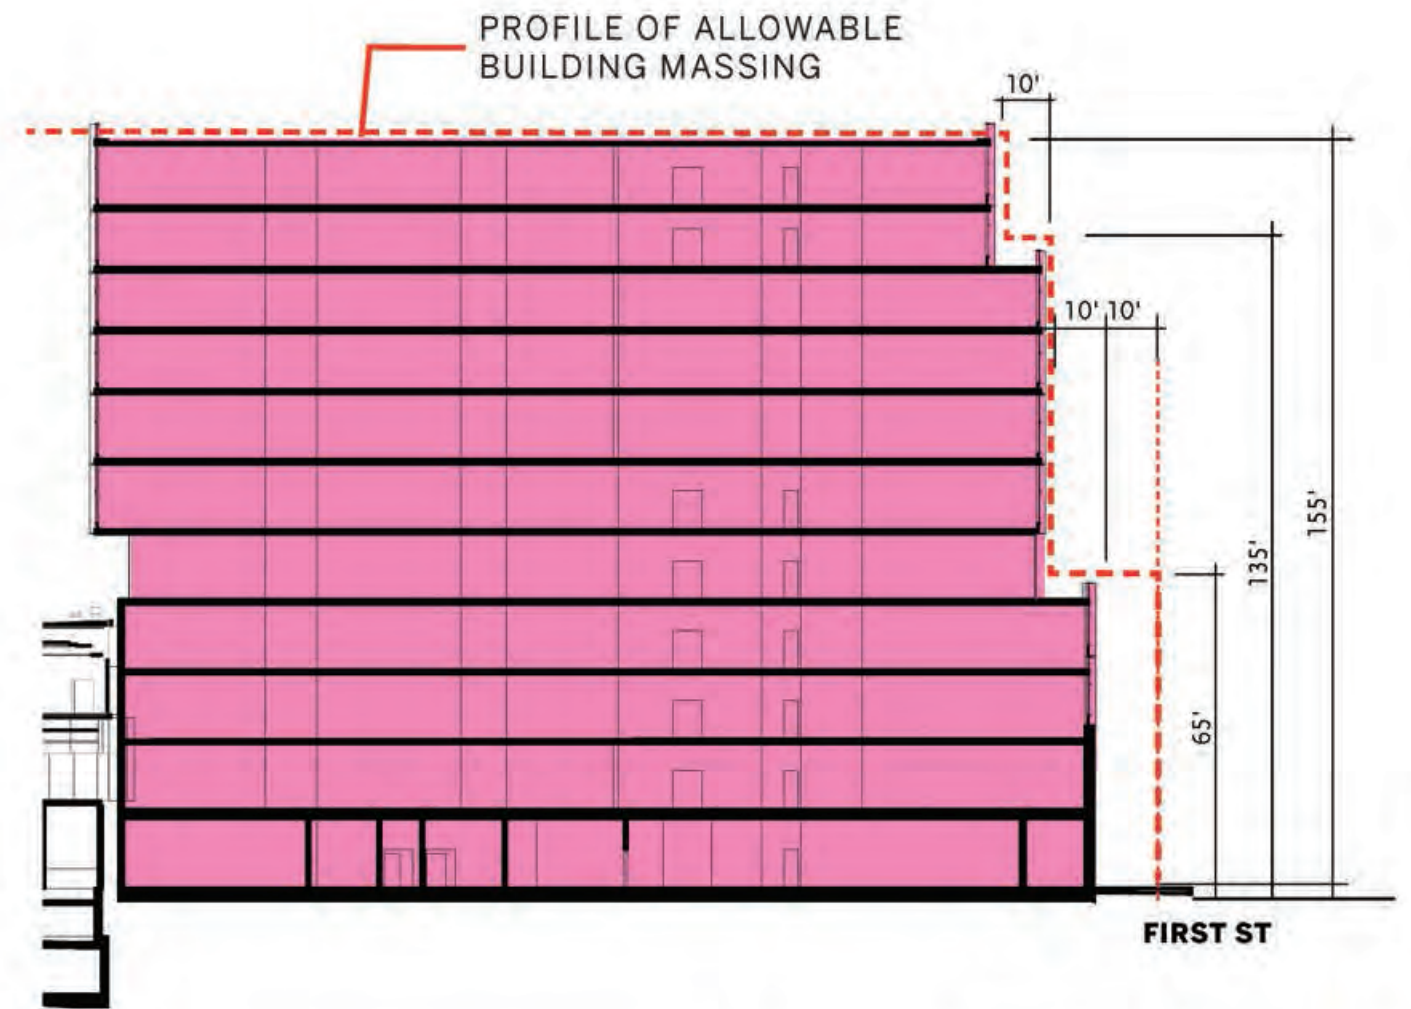 PROFILE OF ALLOWABLE
BUILDING MASSING
10'
10' 10'
155'
135'
65'
FIRST ST